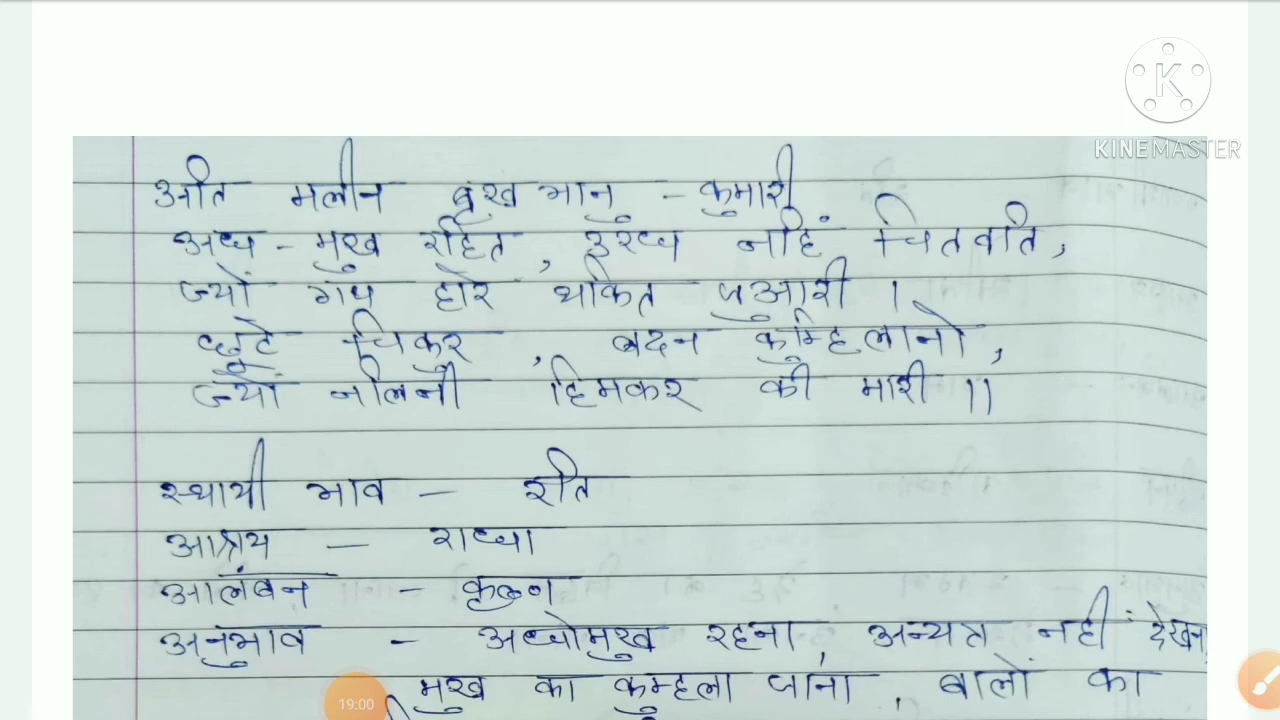 KINEMASTER
अति मलीन बृखभानु - कुमारी
अध - मुख रहित, उरध नहिं चितवति,
ज्यों गथ हारे थकित जुआरी ।
छूटे चिकुर, बदन कुम्हिलानो,
ज्यों नलिनी हिमकर की मारी ।।
स्थायी भाव - रति
आश्रय - राधा
आलंबन - कृष्ण
अनुभाव - अधोमुख रहना, अन्यत्र नहीं देखना,
मुख का कुम्हला जाना, बालों का
19:00